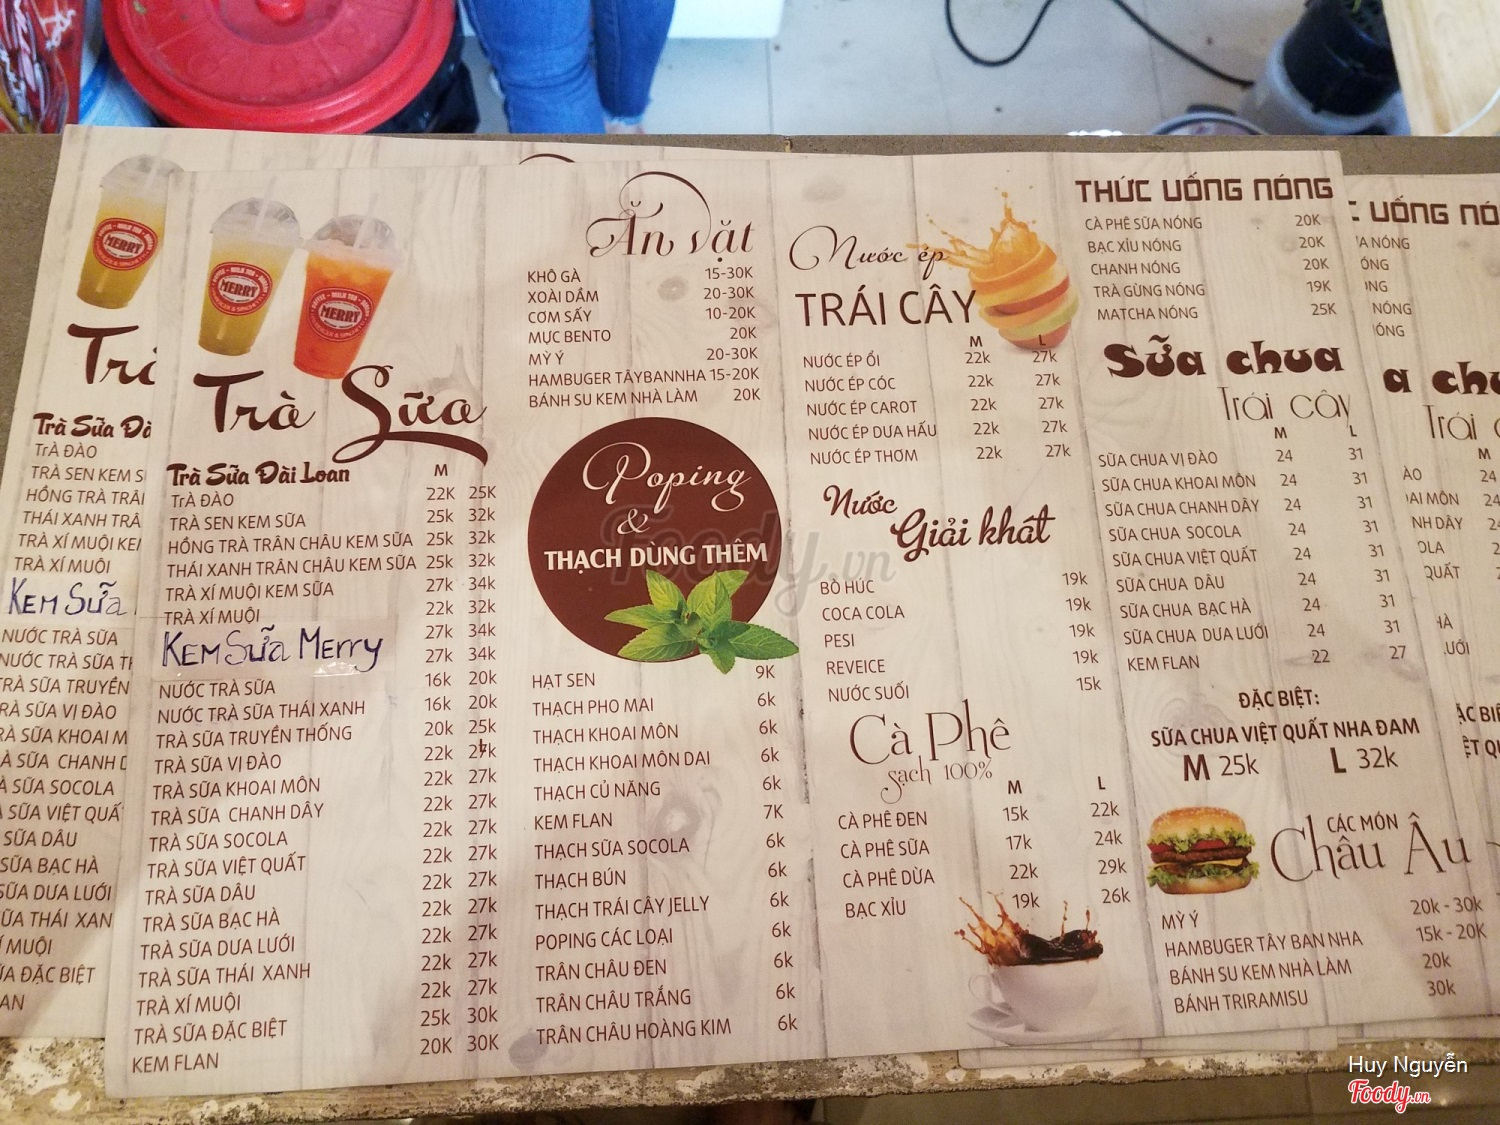 MERRY
MERRY
MERRY
Trà Sữa
Trà Sữa Đài Loan M
TrÀ ĐÀO 22K 25K
TRÀ SEN KEM SỮA 25k 32k
HỒNG TRÀ TRÂN CHÂU KEM SỮA 25k 32k
THÁI XANH TRÂN CHÂU KEM SỮA 25k 32k
TRÀ XÍ MUỘI KEM SỮA 27k 34k
TRÀ XÍ MUỘI 22k 32k
KEM SỮA MERRY 27k 34k
27k 34k
NƯỚC TRÀ SỮA 16k 20k
NƯỚC TRÀ SỮA THÁI XANH 16k 20k
TRÀ SỮA TRUYỀN THỐNG 20k 25k
TRÀ SỮA VỊ ĐÀO 22k 27k
TRÀ SỮA KHOAI MÔN 22k 27k
TRÀ SỮA CHANH DÂY 22k 27k
TRÀ SỮA SOCOLA 22k 27k
TRÀ SỮA VIỆT QUẤT 22k 27k
TRÀ SỮA DÂU 22k 27k
TRÀ SỮA BẠC HÀ 22k 27k
TRÀ SỮA DƯA LƯỚI 22k 27k
TRÀ SỮA THÁI XANH 22k 27k
TRÀ XÍ MUỘI 22k 27k
TRÀ SỮA ĐẶC BIỆT 25k 30k
KEM FLAN 20K 30K
Ăn vặt
KHÔ GÀ 15-30K
XOÀI DẦM 20-30K
CƠM SẤY 10-20K
MỰC BENTO 20K
MỲ Ý 20-30K
HAMBUGER TÂYBANNHA 15-20K
BÁNH SU KEM NHÀ LÀM 20K
Poping
&
THẠCH DÙNG THÊM
HẠT SEN 9K
THẠCH PHO MAI 6k
THẠCH KHOAI MÔN 6k
THẠCH KHOAI MÔN DAI 6k
THẠCH CỦ NĂNG 6k
KEM FLAN 7K
THẠCH SỮA SOCOLA 6k
THẠCH BÚN 6k
THẠCH TRÁI CÂY JELLY 6k
POPING CÁC LOẠI 6k
TRÂN CHÂU ĐEN 6k
TRÂN CHÂU TRẮNG 6k
TRÂN CHÂU HOÀNG KIM 6k
Nước ép
TRÁI CÂY
M L
NƯỚC ÉP ỔI 22k 27k
NƯỚC ÉP CÓC 22k 27k
NƯỚC ÉP CAROT 22k 27k
NƯỚC ÉP DƯA HẤU 22k 27k
NƯỚC ÉP THƠM 22k 27k
Nước
Giải khát
BÒ HÚC 19k
COCA COLA 19k
PESI 19k
REVEICE 19k
NƯỚC SUỐI 15k
Cà Phê
sạch 100%
M L
CÀ PHÊ ĐEN 15k 22k
CÀ PHÊ SỮA 17k 24k
CÀ PHÊ DỪA 22k 29k
BẠC XỈU 19k 26k
THỨC UỐNG NÓNG
CÀ PHÊ SỮA NÓNG 20K
BẠC XỈU NÓNG 20K
CHANH NÓNG 20K
TRÀ GỪNG NÓNG 19K
MATCHA NÓNG 25K
Sữa chua
Trái cây
M L
SỮA CHUA VỊ ĐÀO 24 31
SỮA CHUA KHOAI MÔN 24 31
SỮA CHUA CHANH DÂY 24 31
SỮA CHUA SOCOLA 24 31
SỮA CHUA VIỆT QUẤT 24 31
SỮA CHUA DÂU 24 31
SỮA CHUA BẠC HÀ 24 31
SỮA CHUA DƯA LƯỚI 24 31
KEM FLAN 22 27
ĐẶC BIỆT:
SỮA CHUA VIỆT QUẤT NHA ĐAM
M 25k L 32k
CÁC MÓN
Châu Âu
MỲ Ý 20k - 30k
HAMBUGER TÂY BAN NHA 15k - 20K
BÁNH SU KEM NHÀ LÀM 20k
BÁNH TRIRAMISU 30k
Foody.vn
Huy Nguyễn
Foody.vn